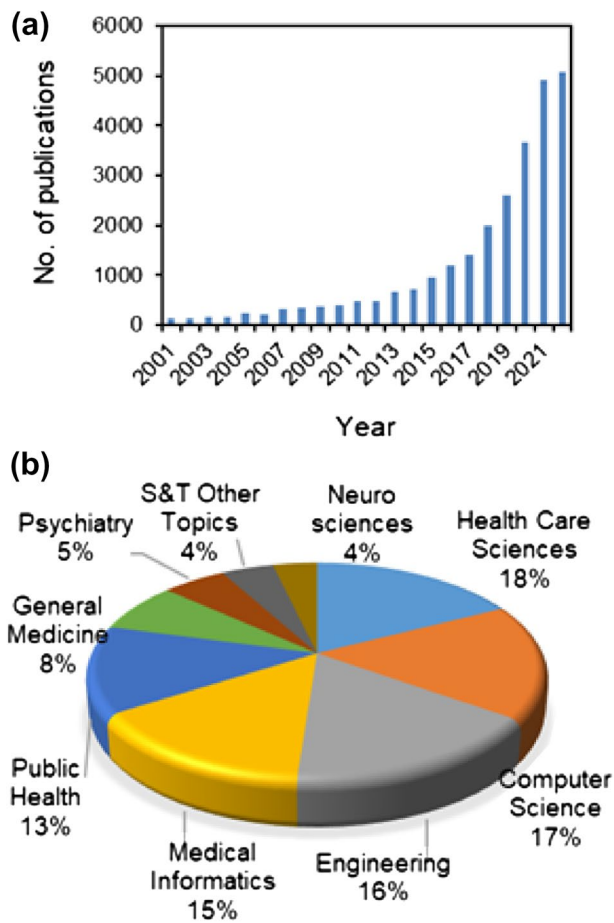 (a)
No. of publications
6000
5000
4000
3000
2000
1000
0
2001
2003
2005
2007
2009
2011
2013
2015
2017
2019
2021
Year
(b)
S&T Other
Topics
4%
Neuro
sciences
4%
Health Care
Sciences
18%
Psychiatry
5%
General
Medicine
8%
Public
Health
13%
Medical
Informatics
15%
Engineering
16%
Computer
Science
17%